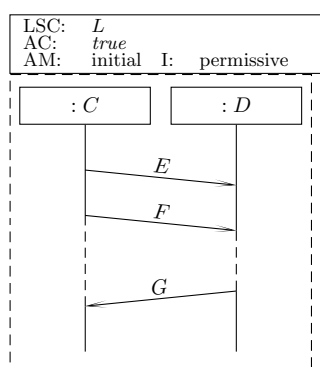 LSC: L
AC: true
AM: initial I: permissive
: C : D
E
F
G